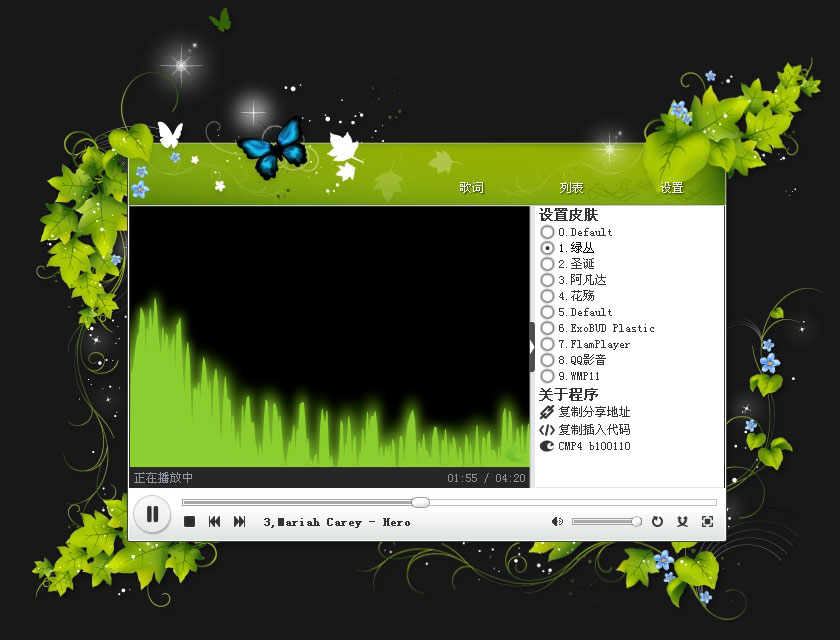 歌词 列表 设置
设置皮肤
0.Default
1.绿丛
2.圣诞
3.阿凡达
4.花殇
5.Default
6.ExoBUD Plastic
7.FlamPlayer
8.QQ影音
9.WMP11
关于程序
复制分享地址
复制插入代码
CMP4 b100110
正在播放中 01:55 / 04:20
3,Mariah Carey - Hero